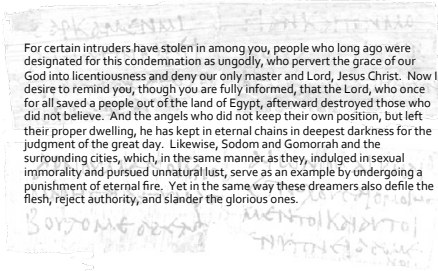 For certain intruders have stolen in among you, people who long ago were
designated for this condemnation as ungodly, who pervert the grace of our
God into licentiousness and deny our only master and Lord, Jesus Christ.  Now I
desire to remind you, though you are fully informed, that the Lord, who once
for all saved a people out of the land of Egypt, afterward destroyed those who
did not believe.  And the angels who did not keep their own position, but left
their proper dwelling, he has kept in eternal chains in deepest darkness for the
judgment of the great day.  Likewise, Sodom and Gomorrah and the
surrounding cities, which, in the same manner as they, indulged in sexual
immorality and pursued unnatural lust, serve as an example by undergoing a
punishment of eternal fire.  Yet in the same way these dreamers also defile the
flesh, reject authority, and slander the glorious ones.